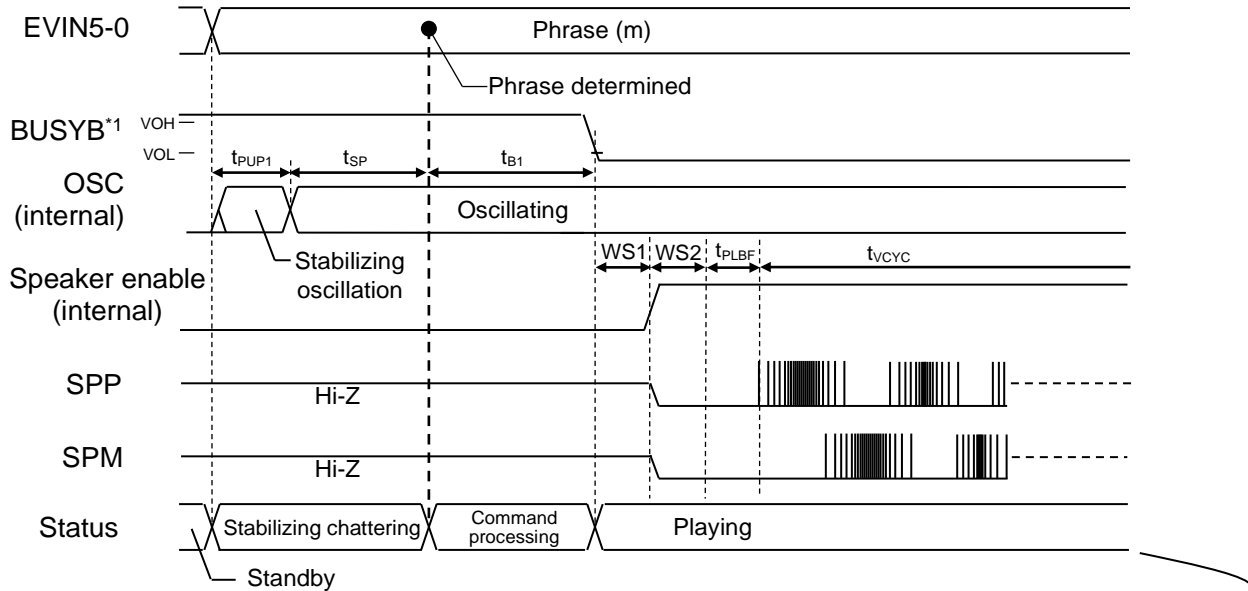 EVIN5-0
Phrase (m)
Phrase determined
BUSYB*1
VOH
VOL
tPUP1
tSP
tB1
OSC
(internal)
Oscillating
Stabilizing
oscillation
WS1
WS2
tPLBF
tVCYC
Speaker enable
(internal)
SPP
Hi-Z
SPM
Hi-Z
Status
Stabilizing chattering
Command
processing
Playing
Standby